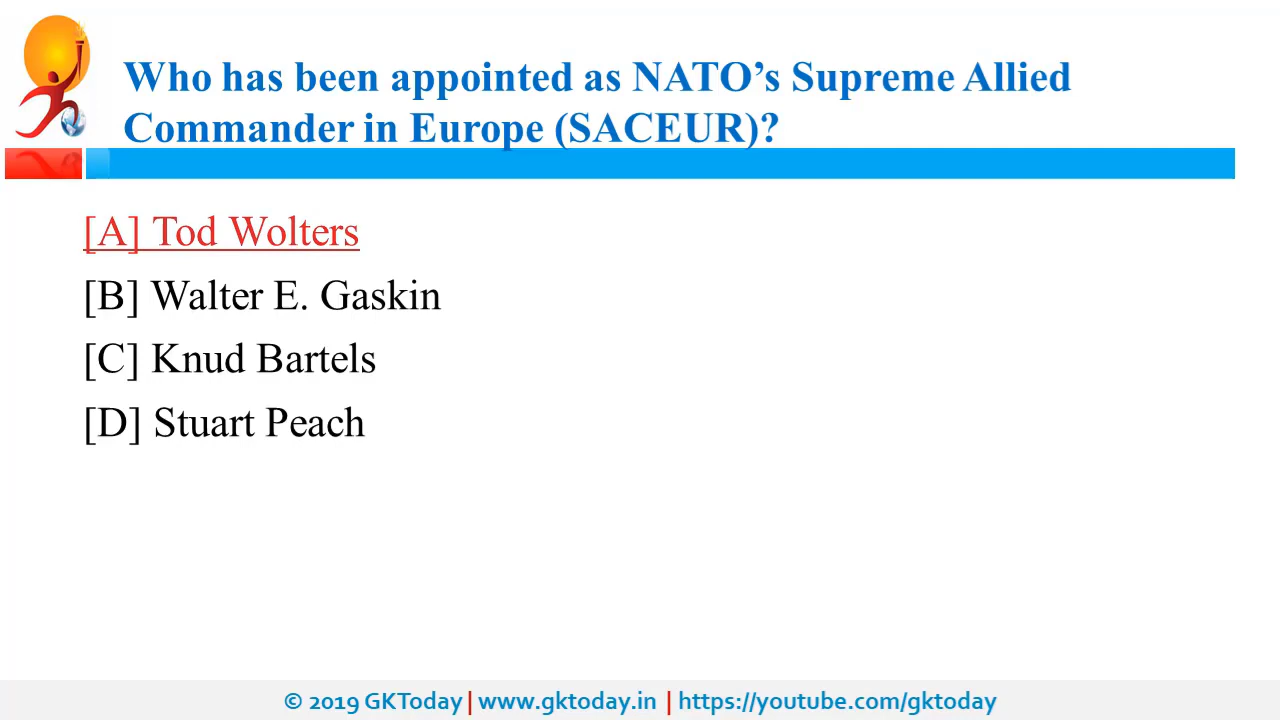 Who has been appointed as NATO’s Supreme Allied
Commander in Europe (SACEUR)?
[A] Tod Wolters
[B] Walter E. Gaskin
[C] Knud Bartels
[D] Stuart Peach
© 2019 GKToday | www.gktoday.in | https://youtube.com/gktoday